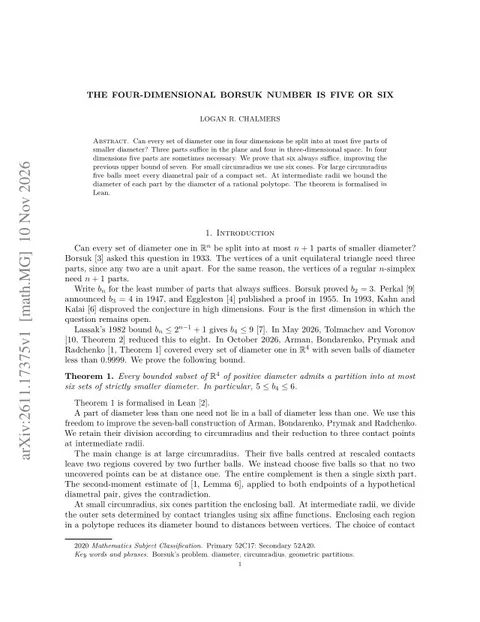 arXiv:2611.17375v1 [math.MG] 10 Nov 2026
THE FOUR-DIMENSIONAL BORSUK NUMBER IS FIVE OR SIX
LOGAN R. CHALMERS
Abstract. Can every set of diameter one in four dimensions be split into at most five parts of
smaller diameter? Three parts suffice in the plane and four in three-dimensional space. In four
dimensions five parts are sometimes necessary. We prove that six always suffice, improving the
previous upper bound of seven. For small circumradius we use six cones. For large circumradius
five balls meet every diametral pair of a compact set. At intermediate radii we bound the
diameter of each part by the diameter of a rational polytope. The theorem is formalised in
Lean.
1. Introduction
Can every set of diameter one in ℝⁿ be split into at most n + 1 parts of smaller diameter?
Borsuk [3] asked this question in 1933. The vertices of a unit equilateral triangle need three
parts, since any two are a unit apart. For the same reason, the vertices of a regular n-simplex
need n + 1 parts.
Write bₙ for the least number of parts that always suffices. Borsuk proved b₂ = 3. Perkal [9]
announced b₃ = 4 in 1947, and Eggleston [4] published a proof in 1955. In 1993, Kahn and
Kalai [6] disproved the conjecture in high dimensions. Four is the first dimension in which the
question remains open.
Lassak's 1982 bound bₙ ≤ 2ⁿ⁻¹ + 1 gives b₄ ≤ 9 [7]. In May 2026, Tolmachev and Voronov
[10, Theorem 2] reduced this to eight. In October 2026, Arman, Bondarenko, Prymak and
Radchenko [1, Theorem 1] covered every set of diameter one in ℝ⁴ with seven balls of diameter
less than 0.9999. We prove the following bound.
Theorem 1. Every bounded subset of ℝ⁴ of positive diameter admits a partition into at most
six sets of strictly smaller diameter. In particular, 5 ≤ b₄ ≤ 6.
Theorem 1 is formalised in Lean [2].
A part of diameter less than one need not lie in a ball of diameter less than one. We use this
freedom to improve the seven-ball construction of Arman, Bondarenko, Prymak and Radchenko.
We retain their division according to circumradius and their reduction to three contact points
at intermediate radii.
The main change is at large circumradius. Their five balls centred at rescaled contacts
leave two regions covered by two further balls. We instead choose five balls so that no two
uncovered points can be at distance one. The entire complement is then a single sixth part.
The second-moment estimate of [1, Lemma 6], applied to both endpoints of a hypothetical
diametral pair, gives the contradiction.
At small circumradius, six cones partition the enclosing ball. At intermediate radii, we divide
the outer sets determined by contact triangles using six affine functions. Enclosing each region
in a polytope reduces its diameter bound to distances between vertices. The choice of contact
2020 Mathematics Subject Classification. Primary 52C17; Secondary 52A20.
Key words and phrases. Borsuk's problem, diameter, circumradius, geometric partitions.
1